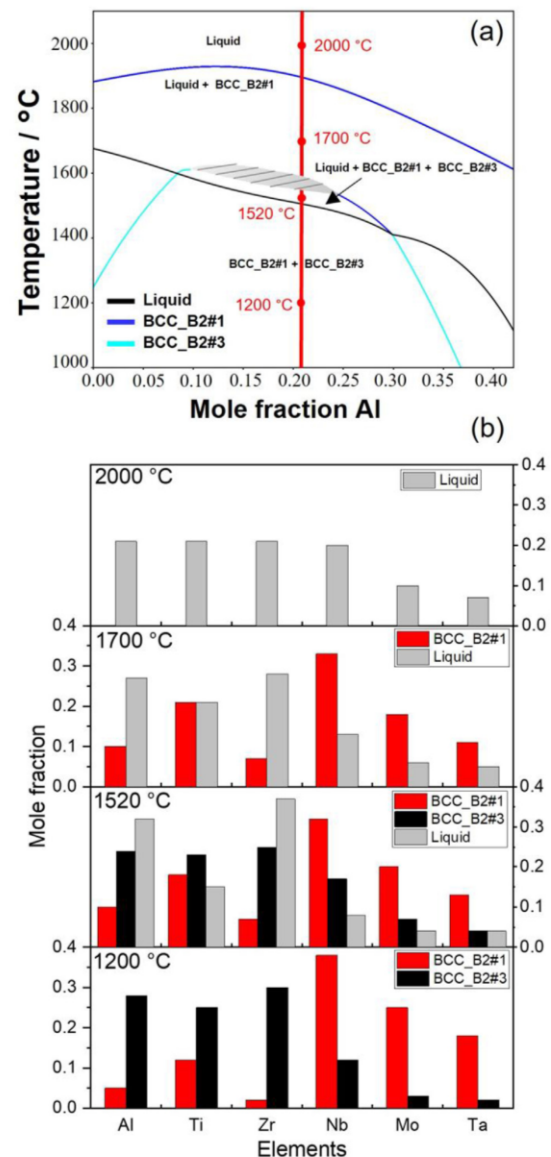 (a)
Temperature / °C
2000
1800
1600
1400
1200
1000
Liquid
2000 °C
Liquid + BCC_B2#1
1700 °C
Liquid + BCC_B2#1 + BCC_B2#3
1520 °C
BCC_B2#1 + BCC_B2#3
1200 °C
Liquid
BCC_B2#1
BCC_B2#3
0.00 0.05 0.10 0.15 0.20 0.25 0.30 0.35 0.40
Mole fraction Al
(b)
2000 °C
Liquid
0.4
0.3
0.2
0.1
0.0
0.4
1700 °C
BCC_B2#1
Liquid
0.3
0.2
0.1
0.0
0.4
Mole fraction
1520 °C
BCC_B2#1
BCC_B2#3
Liquid
0.3
0.2
0.1
0.0
0.4
1200 °C
BCC_B2#1
BCC_B2#3
0.3
0.2
0.1
0.0
Al Ti Zr Nb Mo Ta
Elements